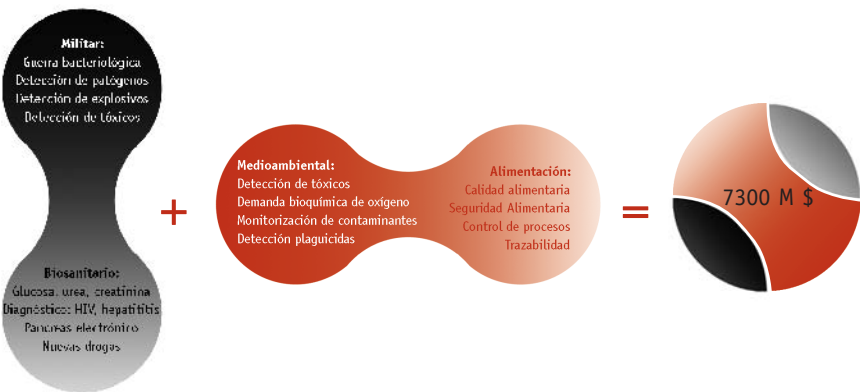 Militar:
Guerra bacteriológica
Detección de patógenos
Detección de explosivos
Detección de tóxicos
Biosanitario:
Glucosa, urea, creatinina
Diagnóstico: HIV, hepatititis
Pancreas electrónico
Nuevas drogas
+
Medioambiental:
Detección de tóxicos
Demanda bioquímica de oxígeno
Monitorización de contaminantes
Detección plaguicidas
Alimentación:
Calidad alimentaria
Seguridad Alimentaria
Control de procesos
Trazabilidad
=
7300 M $